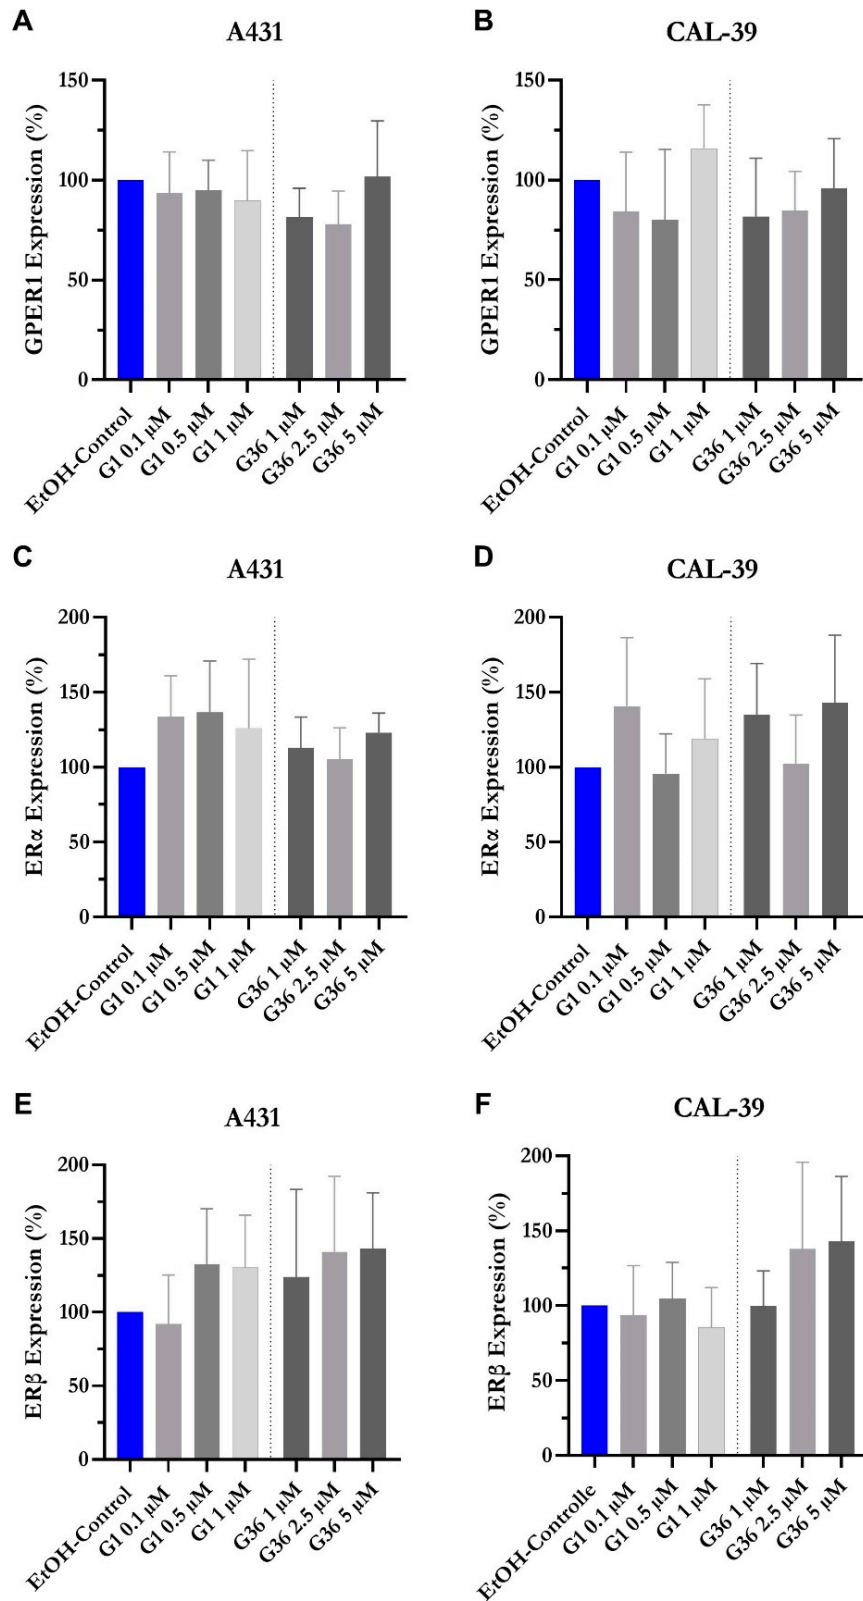 A
A431
GPER1 Expression (%)
150
100
50
0
EtOH-Control
G1 0.1 µM
G1 0.5 µM
G1 1 µM
G36 1 µM
G36 2.5 µM
G36 5 µM
B
CAL-39
GPER1 Expression (%)
150
100
50
0
EtOH-Control
G1 0.1 µM
G1 0.5 µM
G1 1 µM
G36 1 µM
G36 2.5 µM
G36 5 µM
C
A431
ERα Expression (%)
200
150
100
50
0
EtOH-Control
G1 0.1 µM
G1 0.5 µM
G1 1 µM
G36 1 µM
G36 2.5 µM
G36 5 µM
D
CAL-39
ERα Expression (%)
200
150
100
50
0
EtOH-Control
G1 0.1 µM
G1 0.5 µM
G1 1 µM
G36 1 µM
G36 2.5 µM
G36 5 µM
E
A431
ERβ Expression (%)
200
150
100
50
0
EtOH-Control
G1 0.1 µM
G1 0.5 µM
G1 1 µM
G36 1 µM
G36 2.5 µM
G36 5 µM
F
CAL-39
ERβ Expression (%)
200
150
100
50
0
EtOH-Controlle
G1 0.1 µM
G1 0.5 µM
G1 1 µM
G36 1 µM
G36 2.5 µM
G36 5 µM